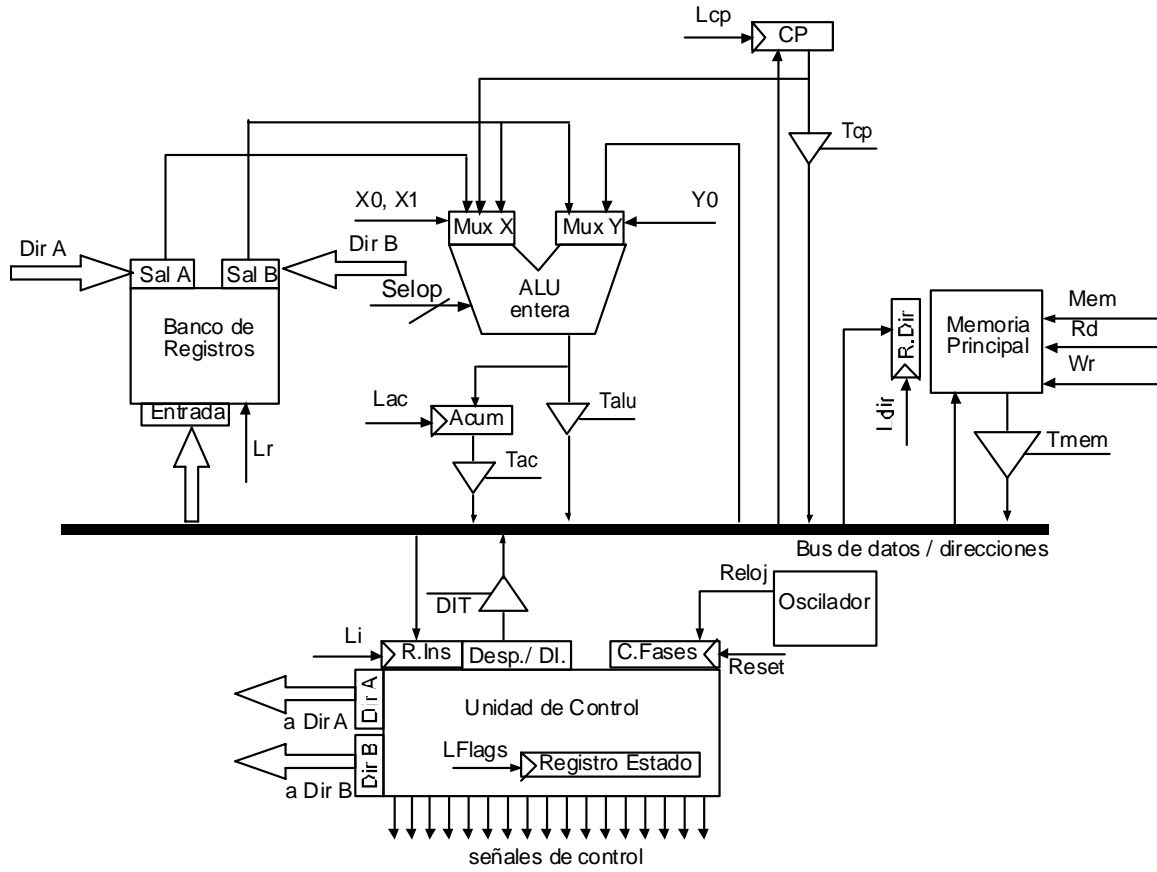 Lcp
CP
Tcp
X0, X1
Y0
Mux X
Mux Y
Dir A
Dir B
Sal A
Sal B
ALU
entera
Selop
Banco de
Registros
Entrada
Lr
Lac
Acum
Talu
Tac
R.Dir
Ldir
Memoria
Principal
Mem
Rd
Wr
Tmem
Bus de datos / direcciones
DIT
Reloj
Oscilador
Li
R.Ins
Desp./ DI.
C.Fases
Reset
Dir A
a Dir A
Unidad de Control
Dir B
a Dir B
LFlags
Registro Estado
señales de control